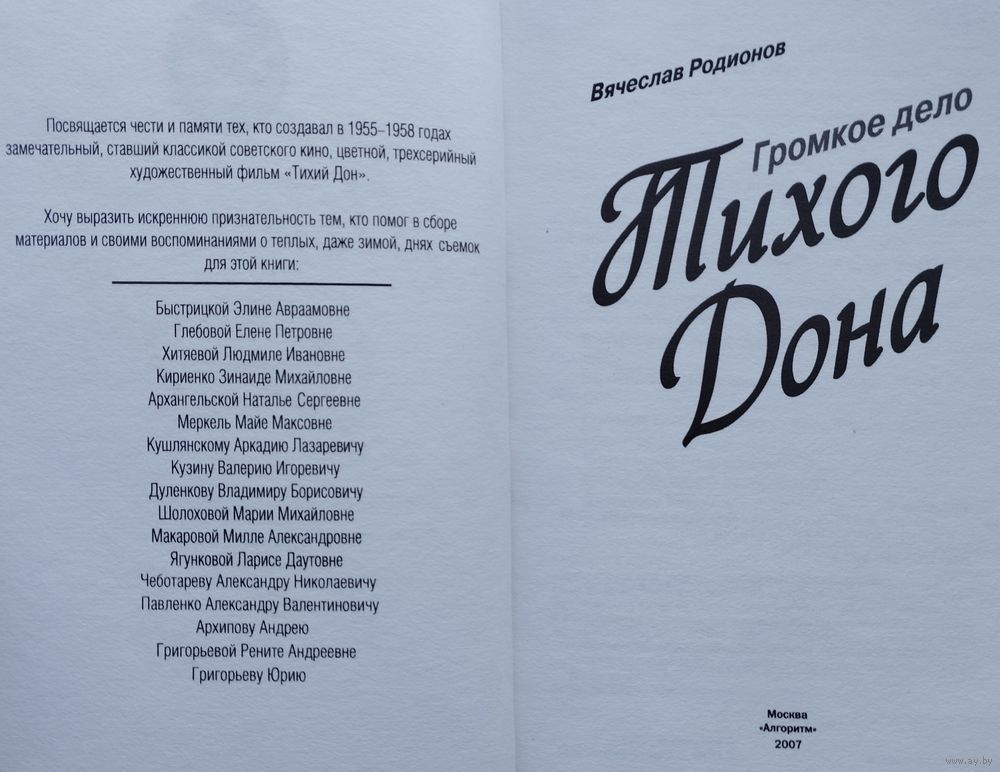 Посвящается чести и памяти тех, кто создавал в 1955–1958 годах
замечательный, ставший классикой советского кино, цветной, трехсерийный
художественный фильм «Тихий Дон».
Хочу выразить искреннюю признательность тем, кто помог в сборе
материалов и своими воспоминаниями о теплых, даже зимой, днях съемок
для этой книги:
Быстрицкой Элине Авраамовне
Глебовой Елене Петровне
Хитяевой Людмиле Ивановне
Кириенко Зинаиде Михайловне
Архангельской Наталье Сергеевне
Меркель Майе Максовне
Кушлянскому Аркадию Лазаревичу
Кузину Валерию Игоревичу
Дуленкову Владимиру Борисовичу
Шолоховой Марии Михайловне
Макаровой Милле Александровне
Ягунковой Ларисе Даутовне
Чеботареву Александру Николаевичу
Павленко Александру Валентиновичу
Архипову Андрею
Григорьевой Рените Андреевне
Григорьеву Юрию
Вячеслав Родионов
Громкое дело
Тихого
Дона
Москва
«Алгоритм»
2007
www.ay.by